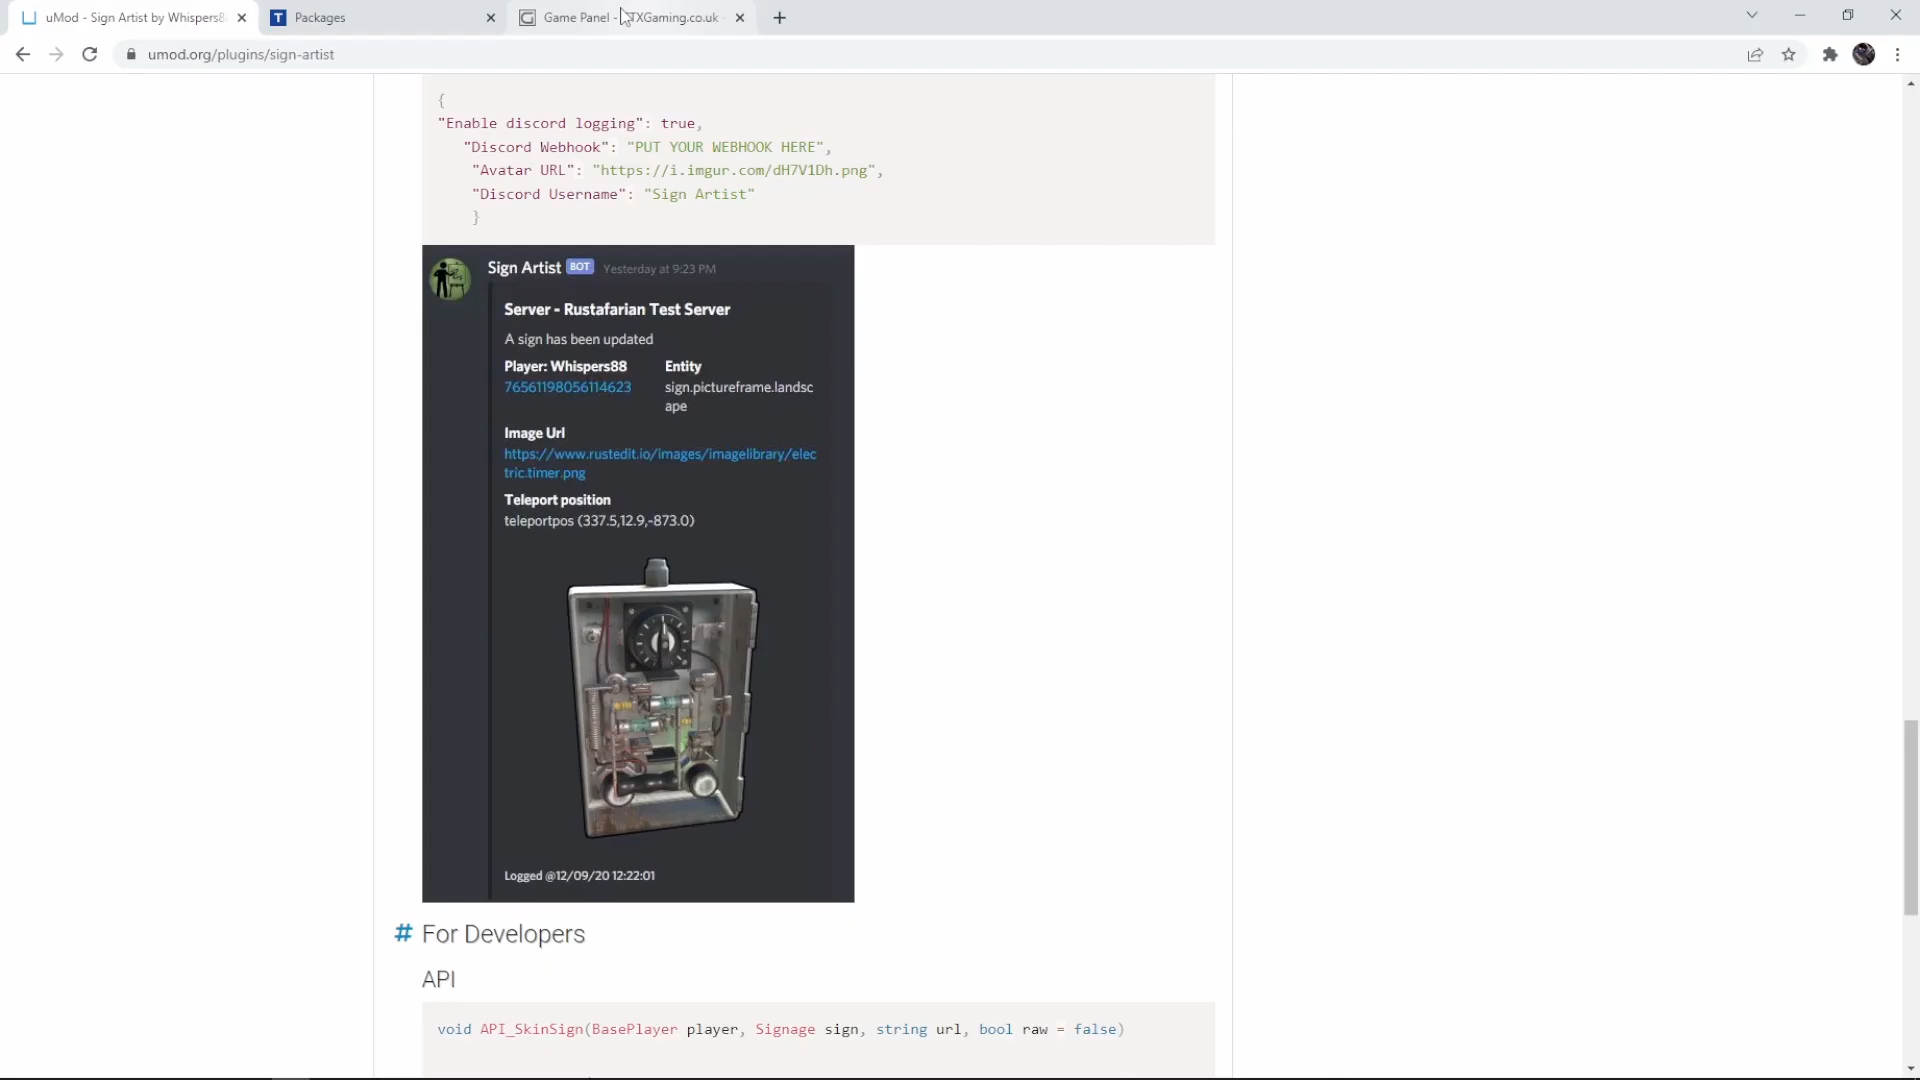 uMod - Sign Artist by Whispers8
Packages
Game Panel - TXGaming.co.uk
umod.org/plugins/sign-artist
{
"Enable discord logging": true,
"Discord Webhook": "PUT YOUR WEBHOOK HERE",
"Avatar URL": "https://i.imgur.com/dH7V1Dh.png",
"Discord Username": "Sign Artist"
}
Sign Artist BOT Yesterday at 9:23 PM
Server - Rustafarian Test Server
A sign has been updated
Player: Whispers88 Entity
76561198056114623 sign.pictureframe.landsc
ape
Image Url
https://www.rustedit.io/images/imagelibrary/elec
tric.timer.png
Teleport position
teleportpos (337.5,12.9,-873.0)
Logged @12/09/20 12:22:01
# For Developers
API
void API_SkinSign(BasePlayer player, Signage sign, string url, bool raw = false)